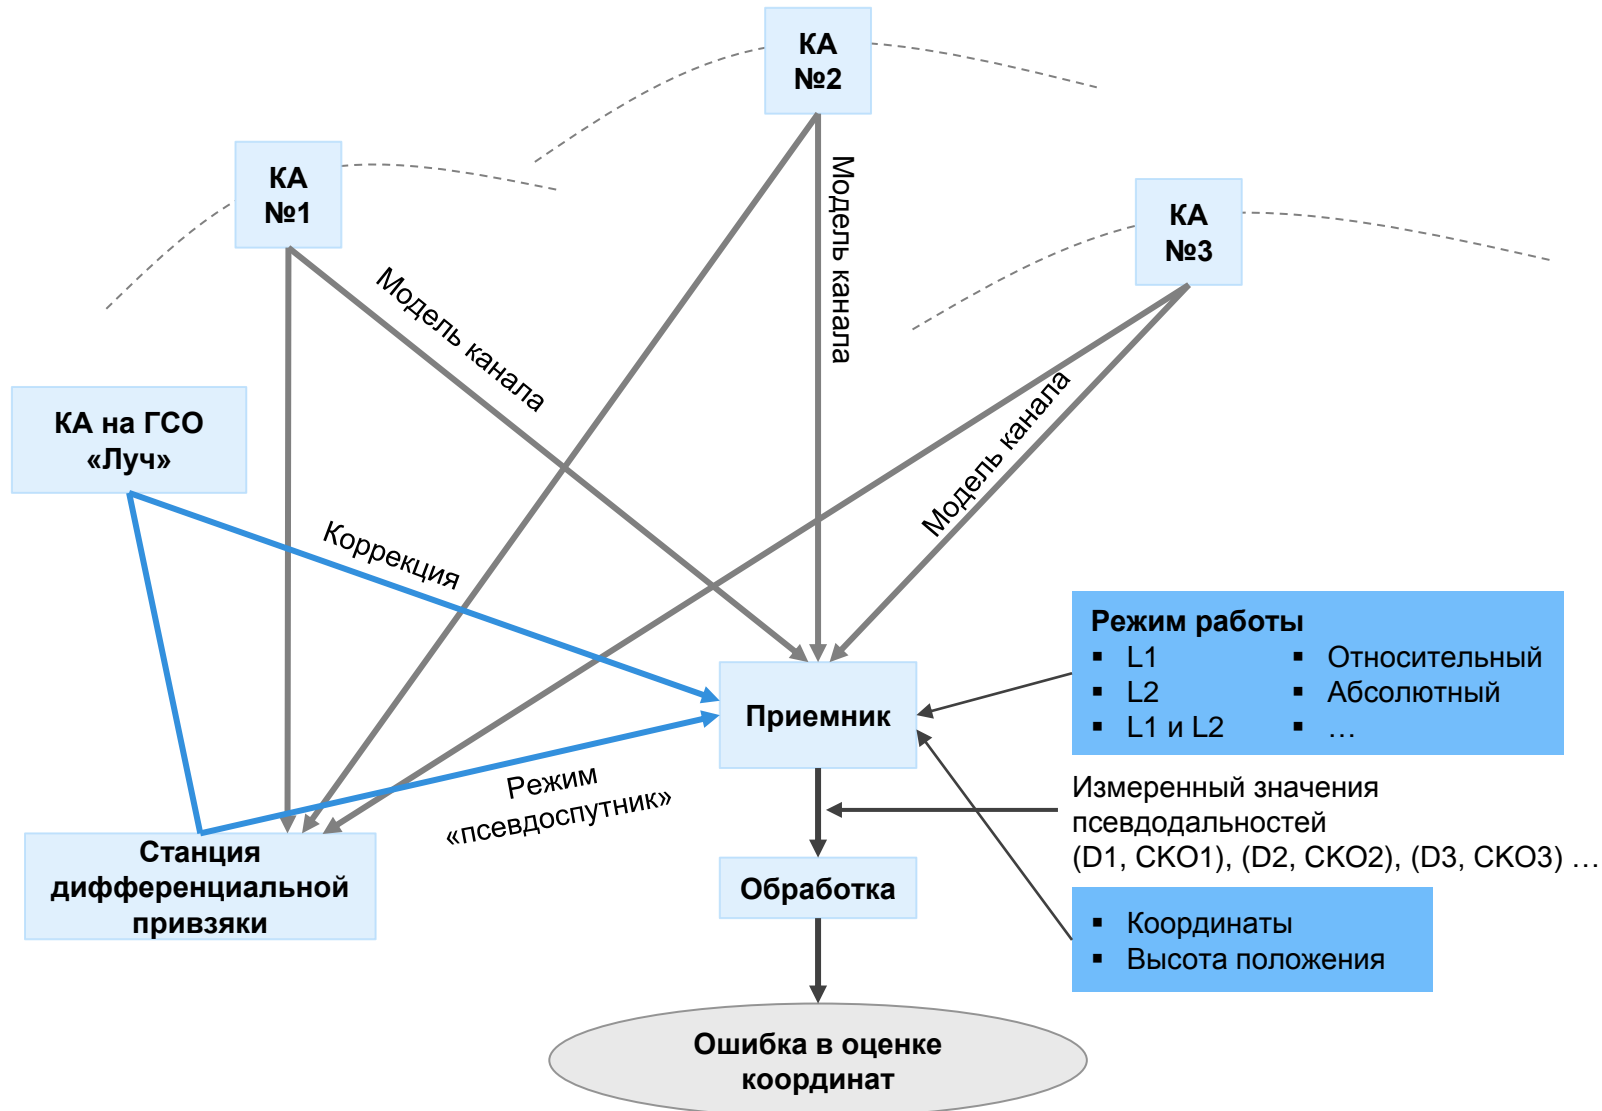 КА
№2
КА
№1
КА
№3
Модель канала
Модель канала
Модель канала
КА на ГСО
«Луч»
Коррекция
Режим работы
▪ L1
▪ L2
▪ L1 и L2
▪ Относительный
▪ Абсолютный
▪ …
Приемник
Режим
«псевдоспутник»
Измеренный значения
псевдодальностей
(D1, СКО1), (D2, СКО2), (D3, СКО3) …
Станция
дифференциальной
привзяки
Обработка
▪ Координаты
▪ Высота положения
Ошибка в оценке
координат